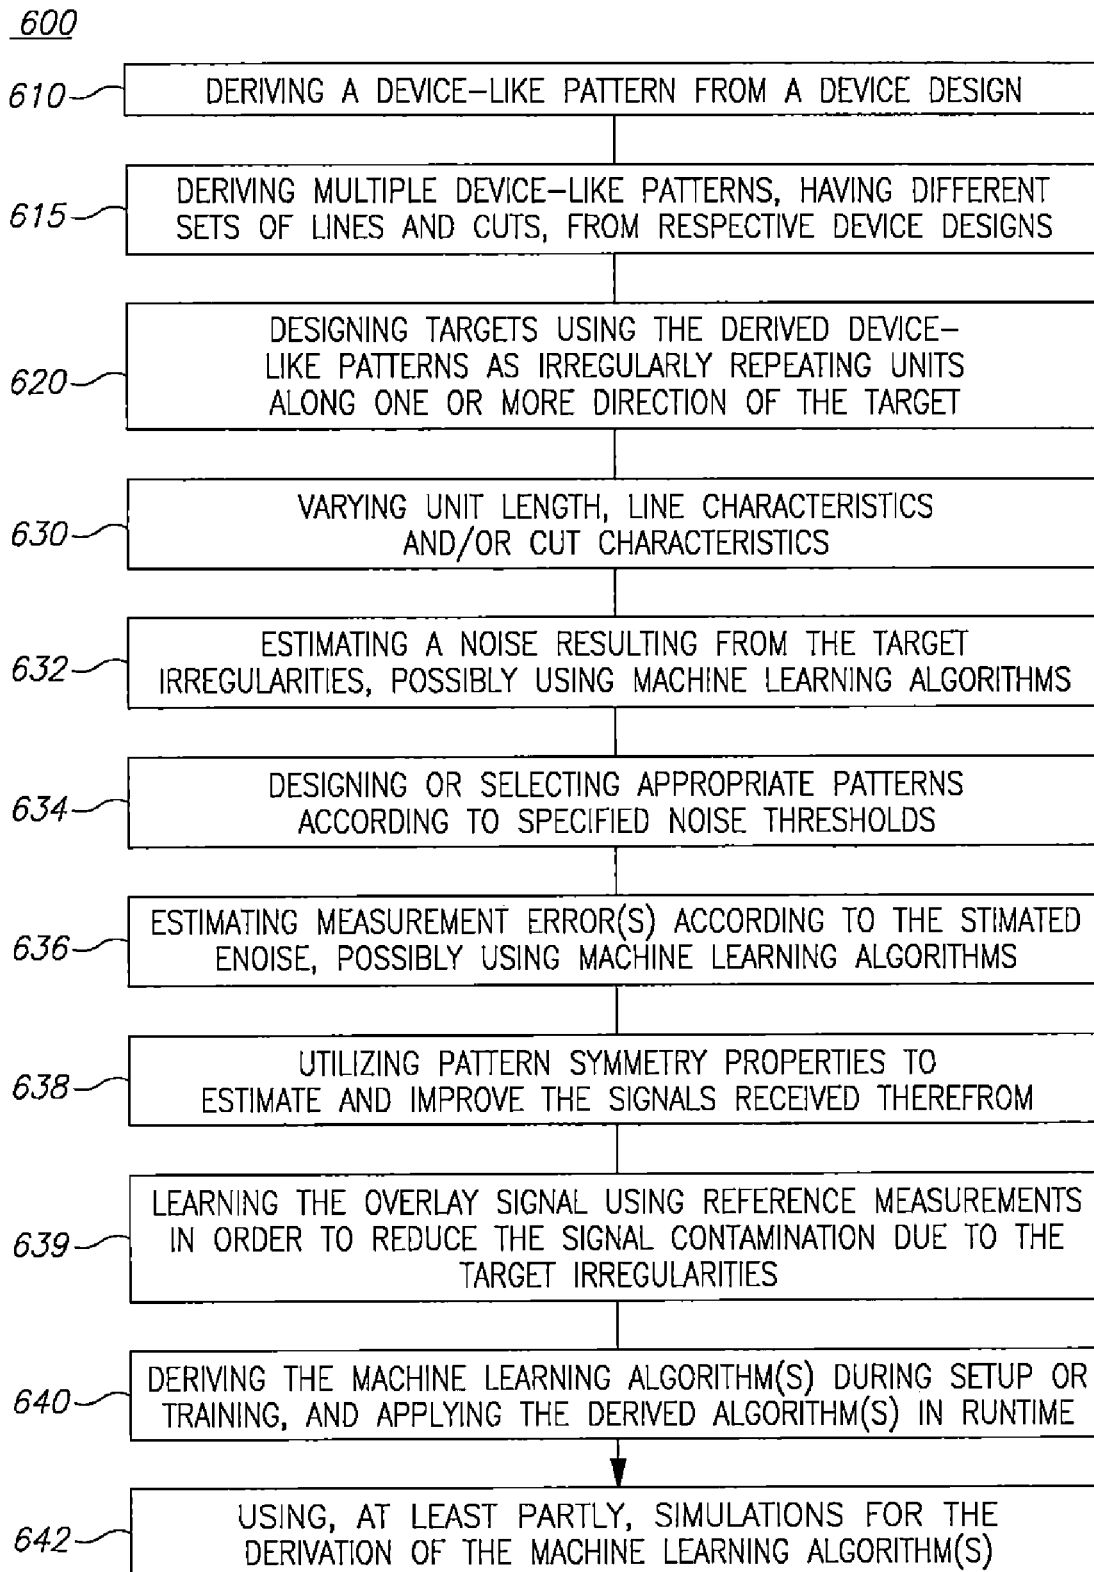 600
610
DERIVING A DEVICE–LIKE PATTERN FROM A DEVICE DESIGN
615
DERIVING MULTIPLE DEVICE–LIKE PATTERNS, HAVING DIFFERENT
SETS OF LINES AND CUTS, FROM RESPECTIVE DEVICE DESIGNS
620
DESIGNING TARGETS USING THE DERIVED DEVICE–
LIKE PATTERNS AS IRREGULARLY REPEATING UNITS
ALONG ONE OR MORE DIRECTION OF THE TARGET
630
VARYING UNIT LENGTH, LINE CHARACTERISTICS
AND/OR CUT CHARACTERISTICS
632
ESTIMATING A NOISE RESULTING FROM THE TARGET
IRREGULARITIES, POSSIBLY USING MACHINE LEARNING ALGORITHMS
634
DESIGNING OR SELECTING APPROPRIATE PATTERNS
ACCORDING TO SPECIFIED NOISE THRESHOLDS
636
ESTIMATING MEASUREMENT ERROR(S) ACCORDING TO THE STIMATED
ENOISE, POSSIBLY USING MACHINE LEARNING ALGORITHMS
638
UTILIZING PATTERN SYMMETRY PROPERTIES TO
ESTIMATE AND IMPROVE THE SIGNALS RECEIVED THEREFROM
639
LEARNING THE OVERLAY SIGNAL USING REFERENCE MEASUREMENTS
IN ORDER TO REDUCE THE SIGNAL CONTAMINATION DUE TO THE
TARGET IRREGULARITIES
640
DERIVING THE MACHINE LEARNING ALGORITHM(S) DURING SETUP OR
TRAINING, AND APPLYING THE DERIVED ALGORITHM(S) IN RUNTIME
642
USING, AT LEAST PARTLY, SIMULATIONS FOR THE
DERIVATION OF THE MACHINE LEARNING ALGORITHM(S)